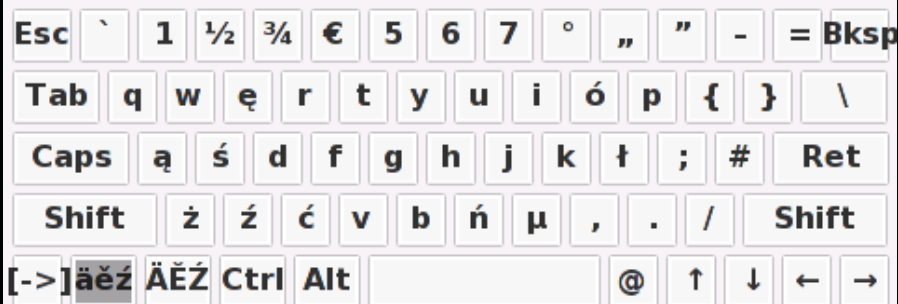 Esc ` 1 ½ ¾ € 5 6 7 ° „ ” – = Bksp
Tab q w ę r t y u i ó p { } \
Caps ą ś d f g h j k ł ; # Ret
Shift ż ź ć v b ń µ , . / Shift
[->] äěź ÄĚŹ Ctrl Alt @ ↑ ↓ ← →